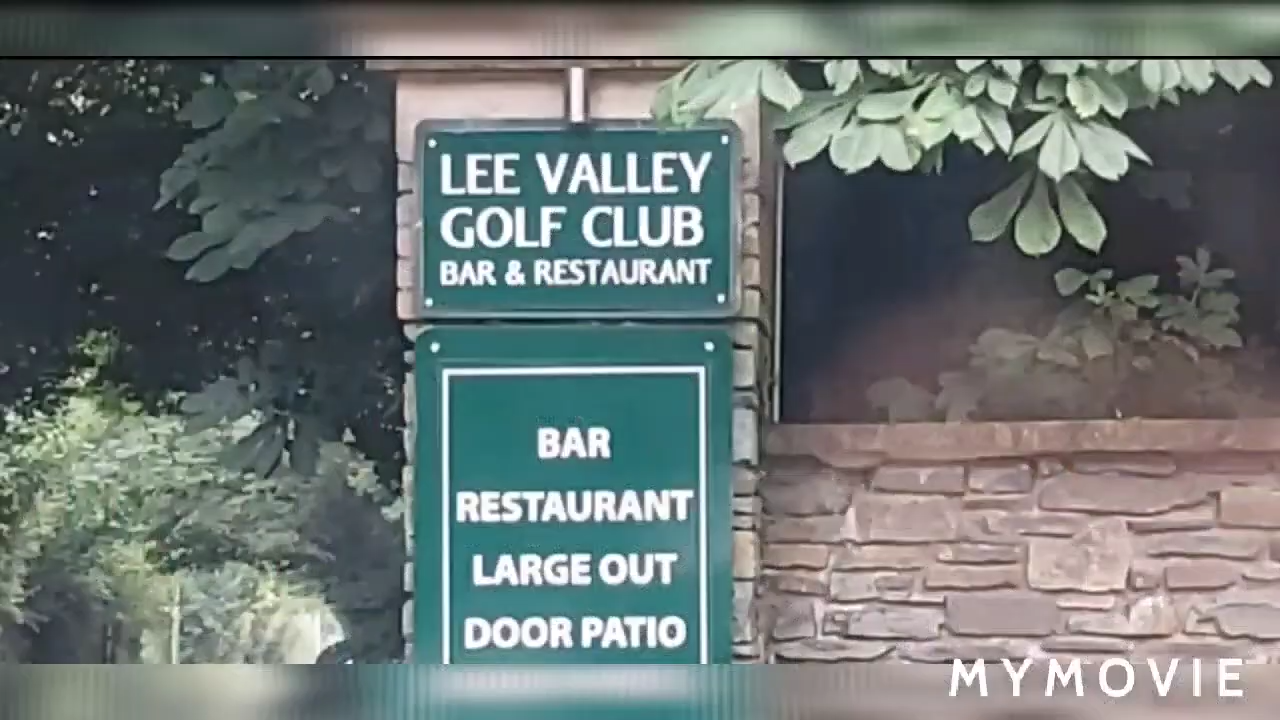 LEE VALLEY
GOLF CLUB
BAR & RESTAURANT
BAR
RESTAURANT
LARGE OUT
DOOR PATIO
MYMOVIE